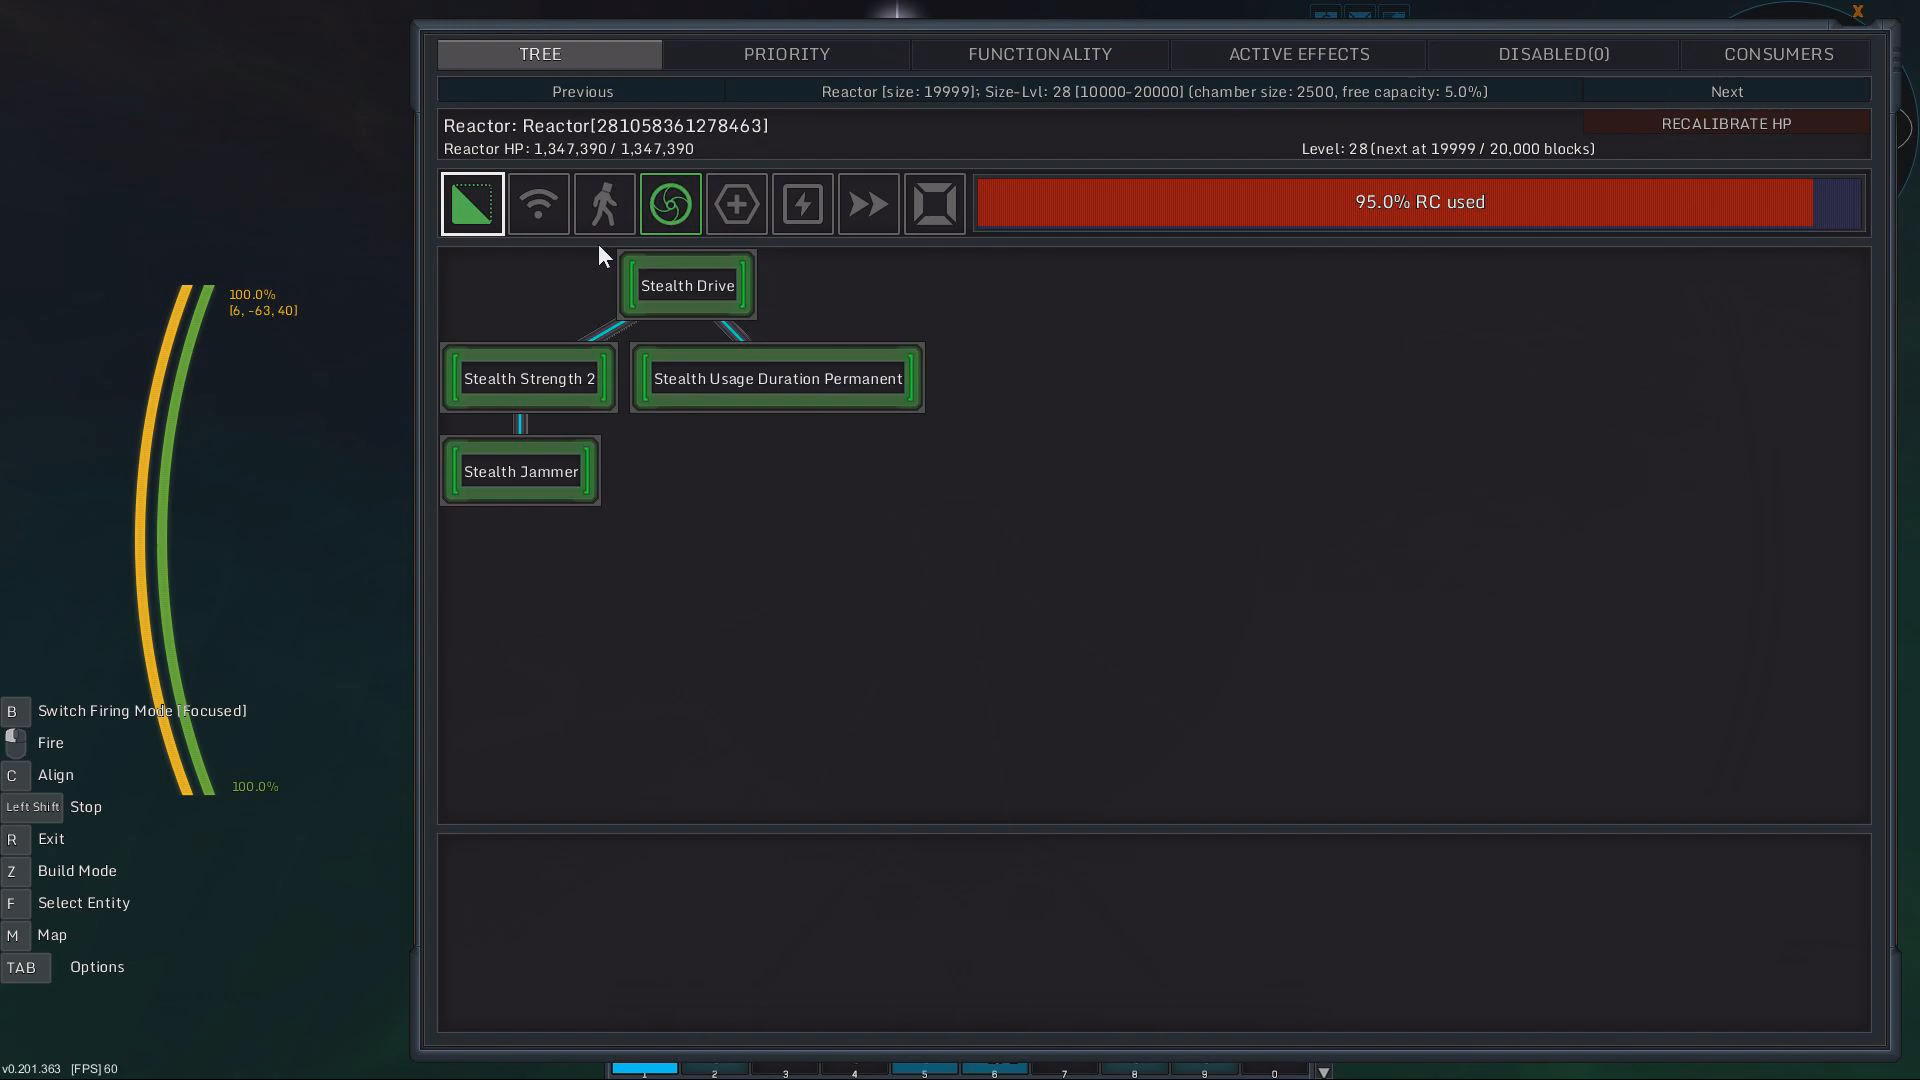 X
TREE
PRIORITY
FUNCTIONALITY
ACTIVE EFFECTS
DISABLED(0)
CONSUMERS
Previous
Reactor [size: 19999]; Size-Lvl: 28 [10000-20000] (chamber size: 2500, free capacity: 5.0%)
Next
Reactor: Reactor[281058361278463]
RECALIBRATE HP
Reactor HP: 1,347,390 / 1,347,390
Level: 28 (next at 19999 / 20,000 blocks)
95.0% RC used
Stealth Drive
Stealth Strength 2
Stealth Usage Duration Permanent
Stealth Jammer
100.0%
[6, -63, 40]
100.0%
B Switch Firing Mode [Focused]
Fire
C Align
Left Shift Stop
R Exit
Z Build Mode
F Select Entity
M Map
TAB Options
v0.201.363 [FPS] 60
1 2 3 4 5 6 7 8 9 0